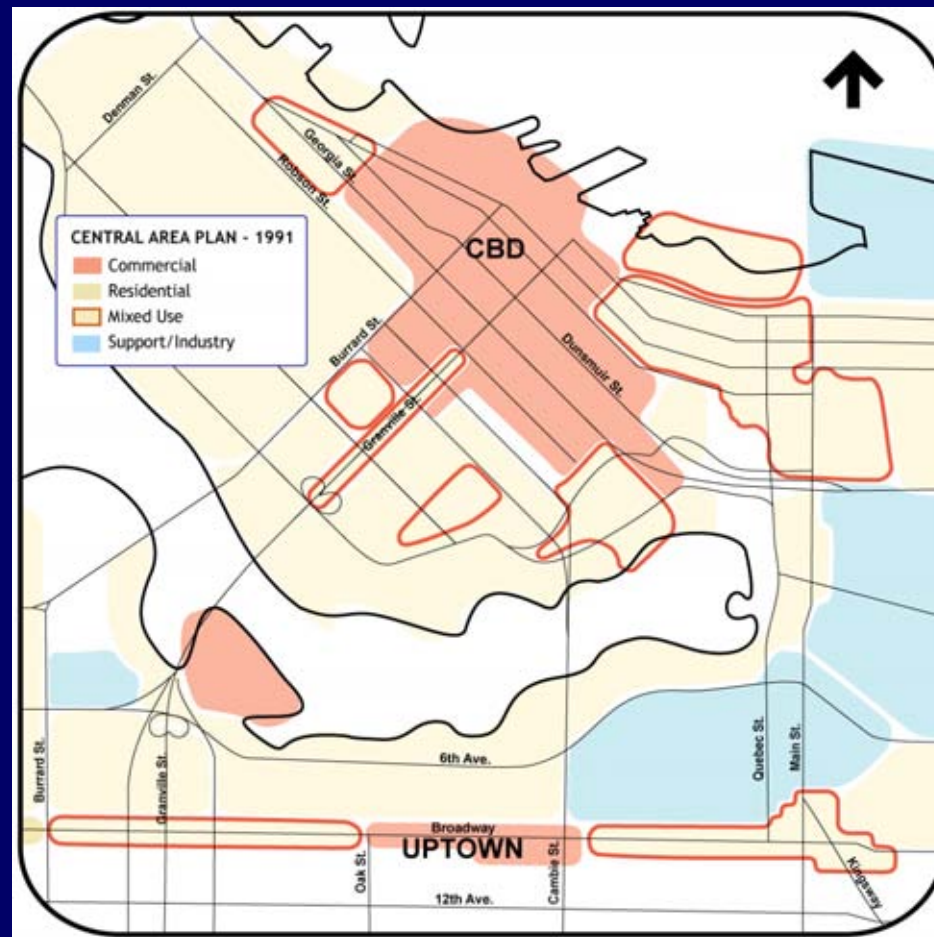 Denman St.
Georgia St.
Robson St.
CENTRAL AREA PLAN - 1991
Commercial
Residential
Mixed Use
Support/Industry
CBD
Burrard St.
Dunsmuir St.
Granville St.
6th Ave.
Burrard St.
Granville St.
Quebec St.
Main St.
Broadway
UPTOWN
Oak St.
Cambie St.
Kingsway
12th Ave.